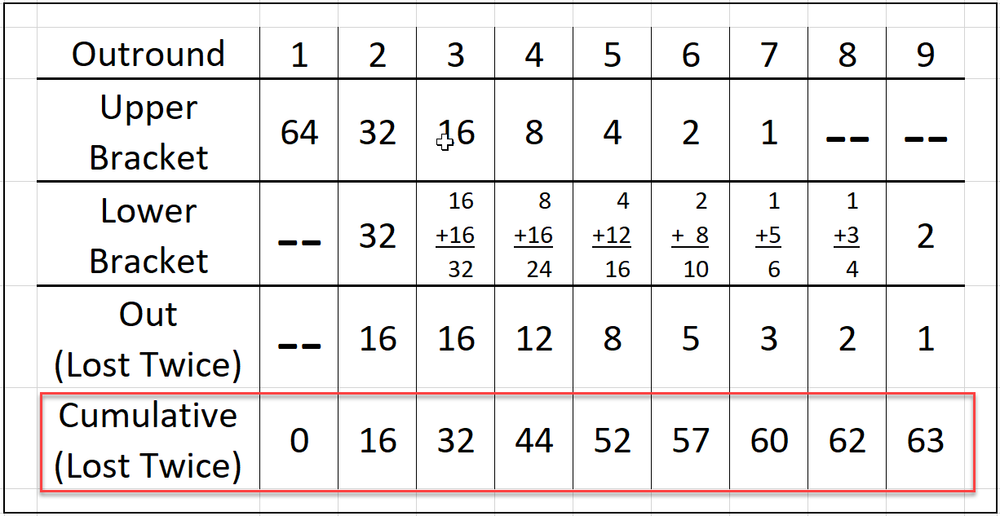 Outround 1 2 3 4 5 6 7 8 9
Upper
Bracket
64 32 16 8 4 2 1 -- --
Lower
Bracket
-- 32 16 +16 32 8 +16 24 4 +12 16 2 + 8 10 1 +5 6 1 +3 4 2
Out
(Lost Twice)
-- 16 16 12 8 5 3 2 1
Cumulative
(Lost Twice)
0 16 32 44 52 57 60 62 63